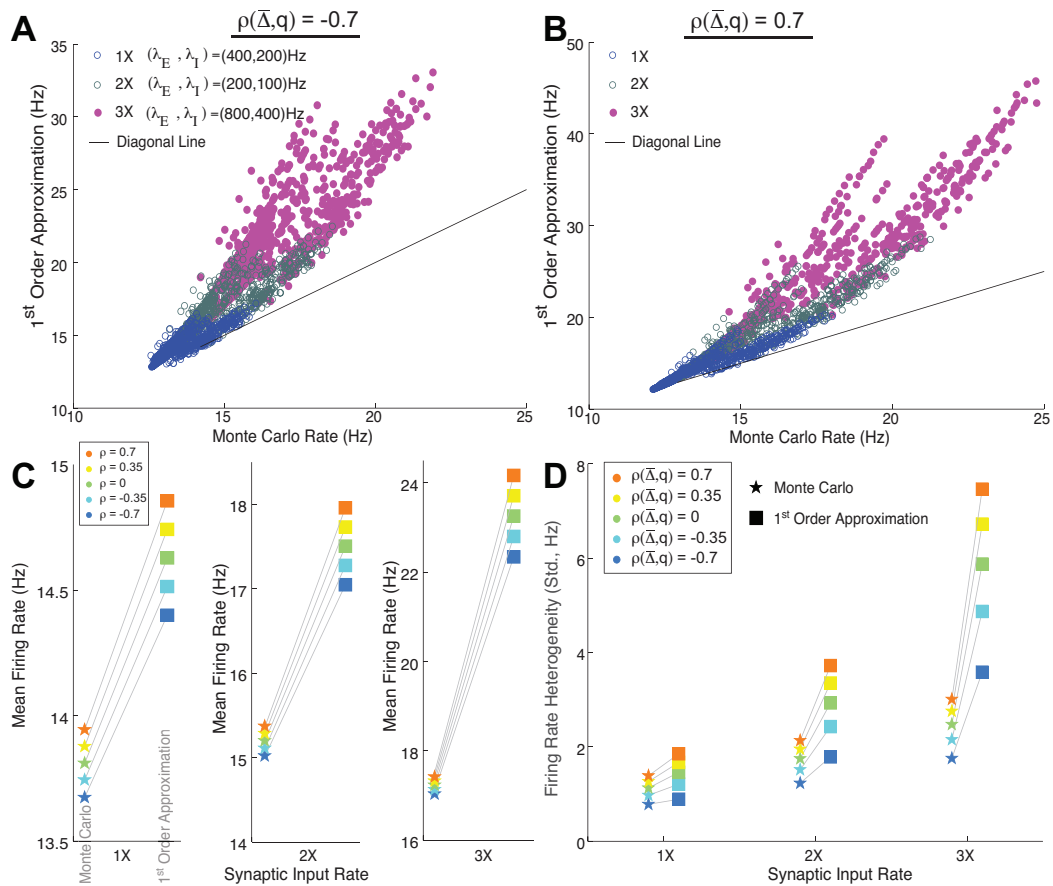 A
ρ(Δ̅,q) = -0.7
1X (λE , λI)=(400,200)Hz
2X (λE , λI)=(200,100)Hz
3X (λE , λI)=(800,400)Hz
Diagonal Line
1st Order Approximation (Hz)
35
30
25
20
15
10
10
15
20
25
Monte Carlo Rate (Hz)
B
ρ(Δ̅,q) = 0.7
1X
2X
3X
Diagonal Line
1st Order Approximation (Hz)
50
40
30
20
10
10
15
20
25
Monte Carlo Rate (Hz)
C
ρ = 0.7
ρ = 0.35
ρ = 0
ρ = -0.35
ρ = -0.7
Mean Firing Rate (Hz)
15
14.5
14
13.5
Monte Carlo
1st Order Approximation
1X
Mean Firing Rate (Hz)
18
17
16
15
14
2X
Mean Firing Rate (Hz)
24
22
20
18
16
3X
Synaptic Input Rate
D
ρ(Δ̅,q) = 0.7
ρ(Δ̅,q) = 0.35
ρ(Δ̅,q) = 0
ρ(Δ̅,q) = -0.35
ρ(Δ̅,q) = -0.7
Monte Carlo
1st Order Approximation
Firing Rate Heterogeneity (Std., Hz)
8
6
4
2
0
1X
2X
3X
Synaptic Input Rate